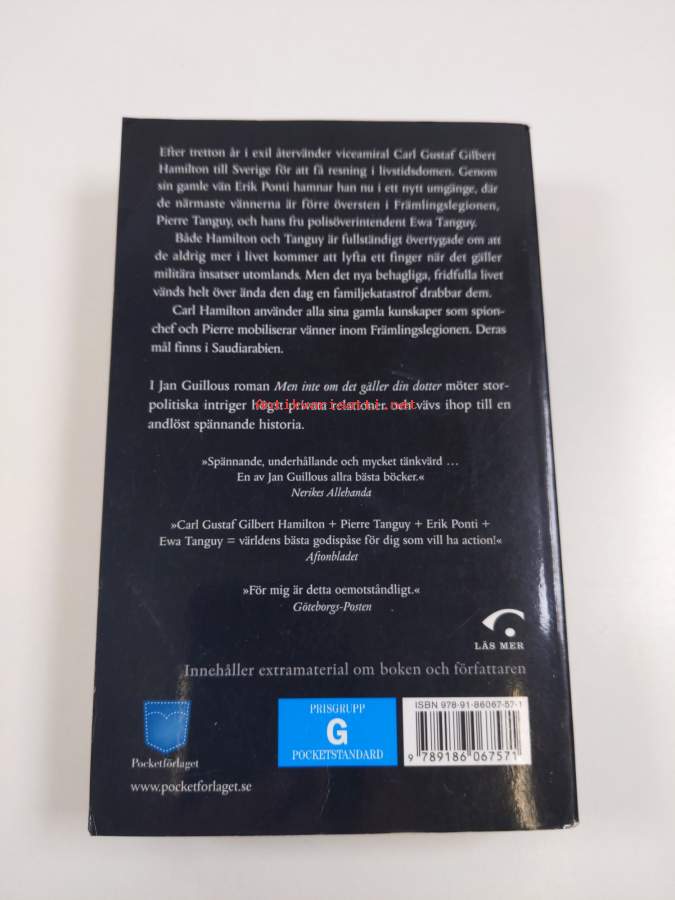 Efter tretton år i exil återvänder viceamiral Carl Gustaf Gilbert
Hamilton till Sverige för att få resning i livstidsdomen. Genom
sin gamle vän Erik Ponti hamnar han nu i ett nytt umgänge, där
de närmaste vännerna är förre översten i Främlingslegionen,
Pierre Tanguy, och hans fru polisöverintendent Ewa Tanguy.
Både Hamilton och Tanguy är fullständigt övertygade om att
de aldrig mer i livet kommer att lyfta ett finger när det gäller
militära insatser utomlands. Men det nya behagliga, fridfulla livet
vänds helt över ända den dag en familjekatastrof drabbar dem.
Carl Hamilton använder alla sina gamla kunskaper som spion-
chef och Pierre mobiliserar vänner inom Främlingslegionen. Deras
mål finns i Saudiarabien.
I Jan Guillous roman Men inte om det gäller din dotter möter stor-
politiska intriger högst privata relationer och vävs ihop till en
andlöst spännande historia.
»Spännande, underhållande och mycket tänkvärd …
En av Jan Guillous allra bästa böcker.«
Nerikes Allehanda
»Carl Gustaf Gilbert Hamilton + Pierre Tanguy + Erik Ponti +
Ewa Tanguy = världens bästa godispåse för dig som vill ha action!«
Aftonbladet
»För mig är detta oemotståndligt.«
Göteborgs-Posten
LÄS MER
Innehåller extramaterial om boken och författaren
Pocketförlaget
www.pocketforlaget.se
PRISGRUPP
G
POCKETSTANDARD
ISBN 978-91-86067-57-1
9 789186 067571